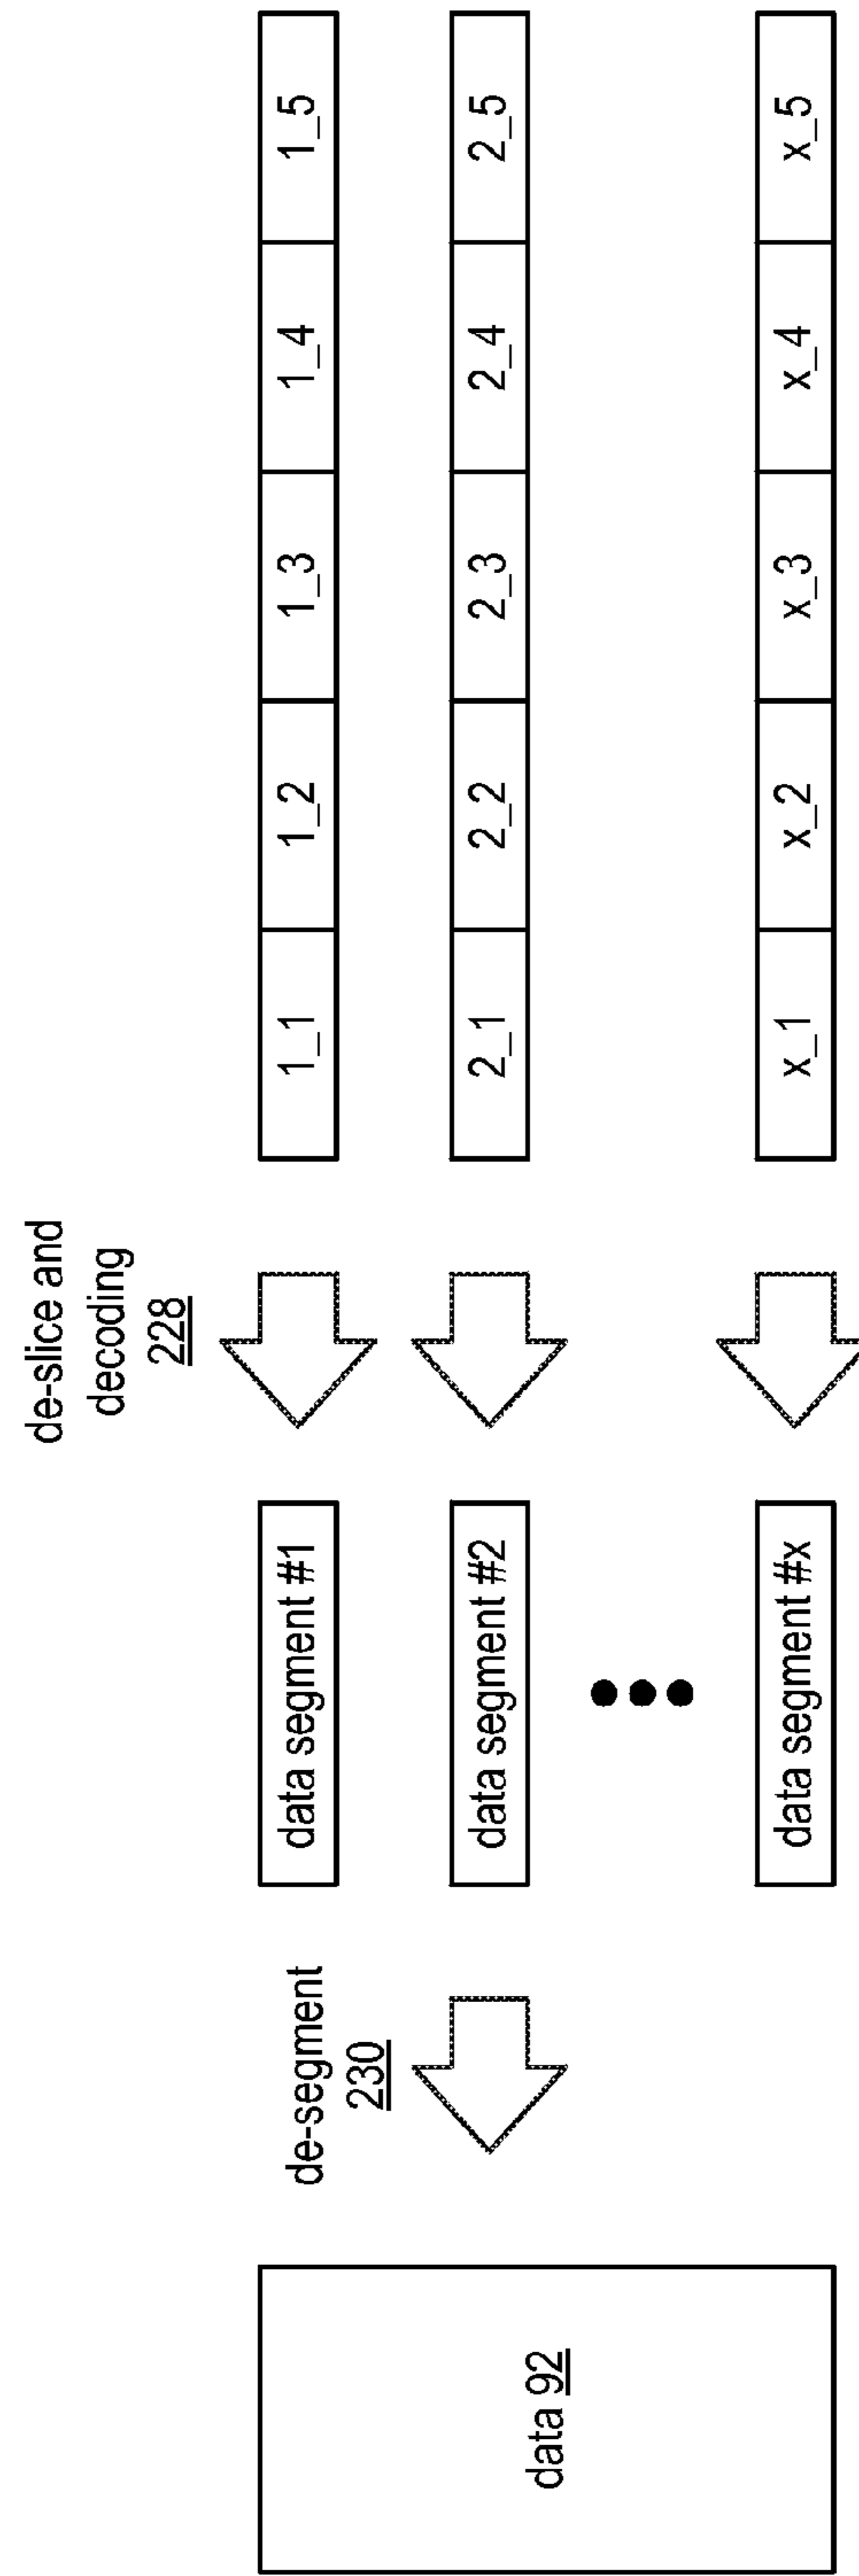 de-slice and
decoding
228
de-segment
230
data 92
data segment #1
1_1
1_2
1_3
1_4
1_5
data segment #2
2_1
2_2
2_3
2_4
2_5
data segment #x
x_1
x_2
x_3
x_4
x_5